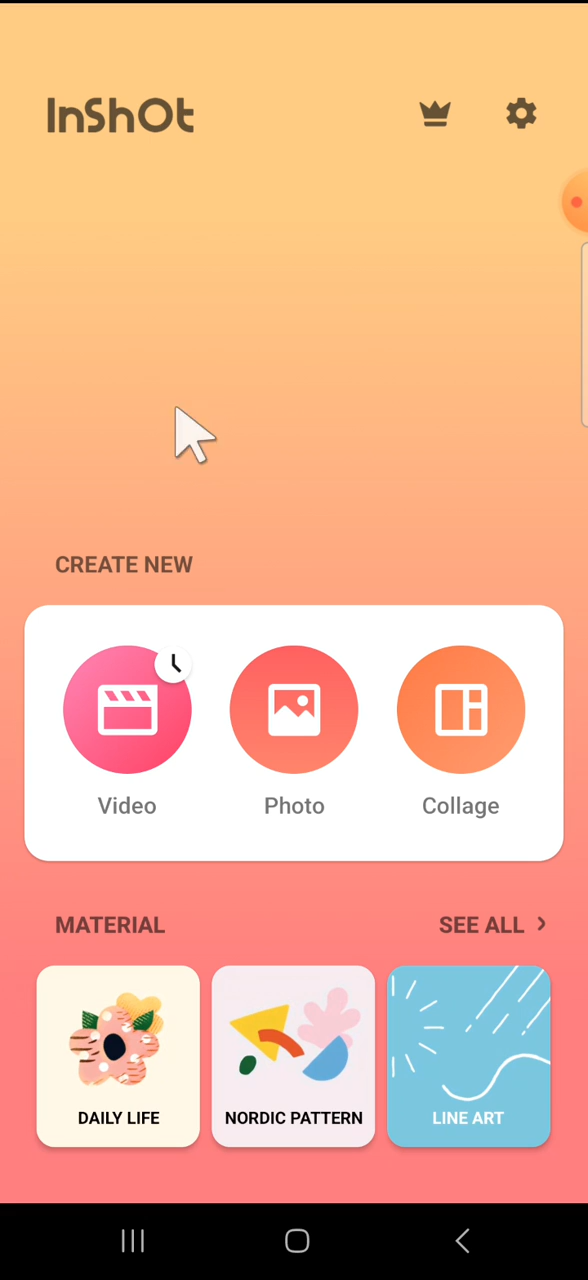 InShOt
CREATE NEW
Video Photo Collage
MATERIAL SEE ALL
DAILY LIFE NORDIC PATTERN LINE ART